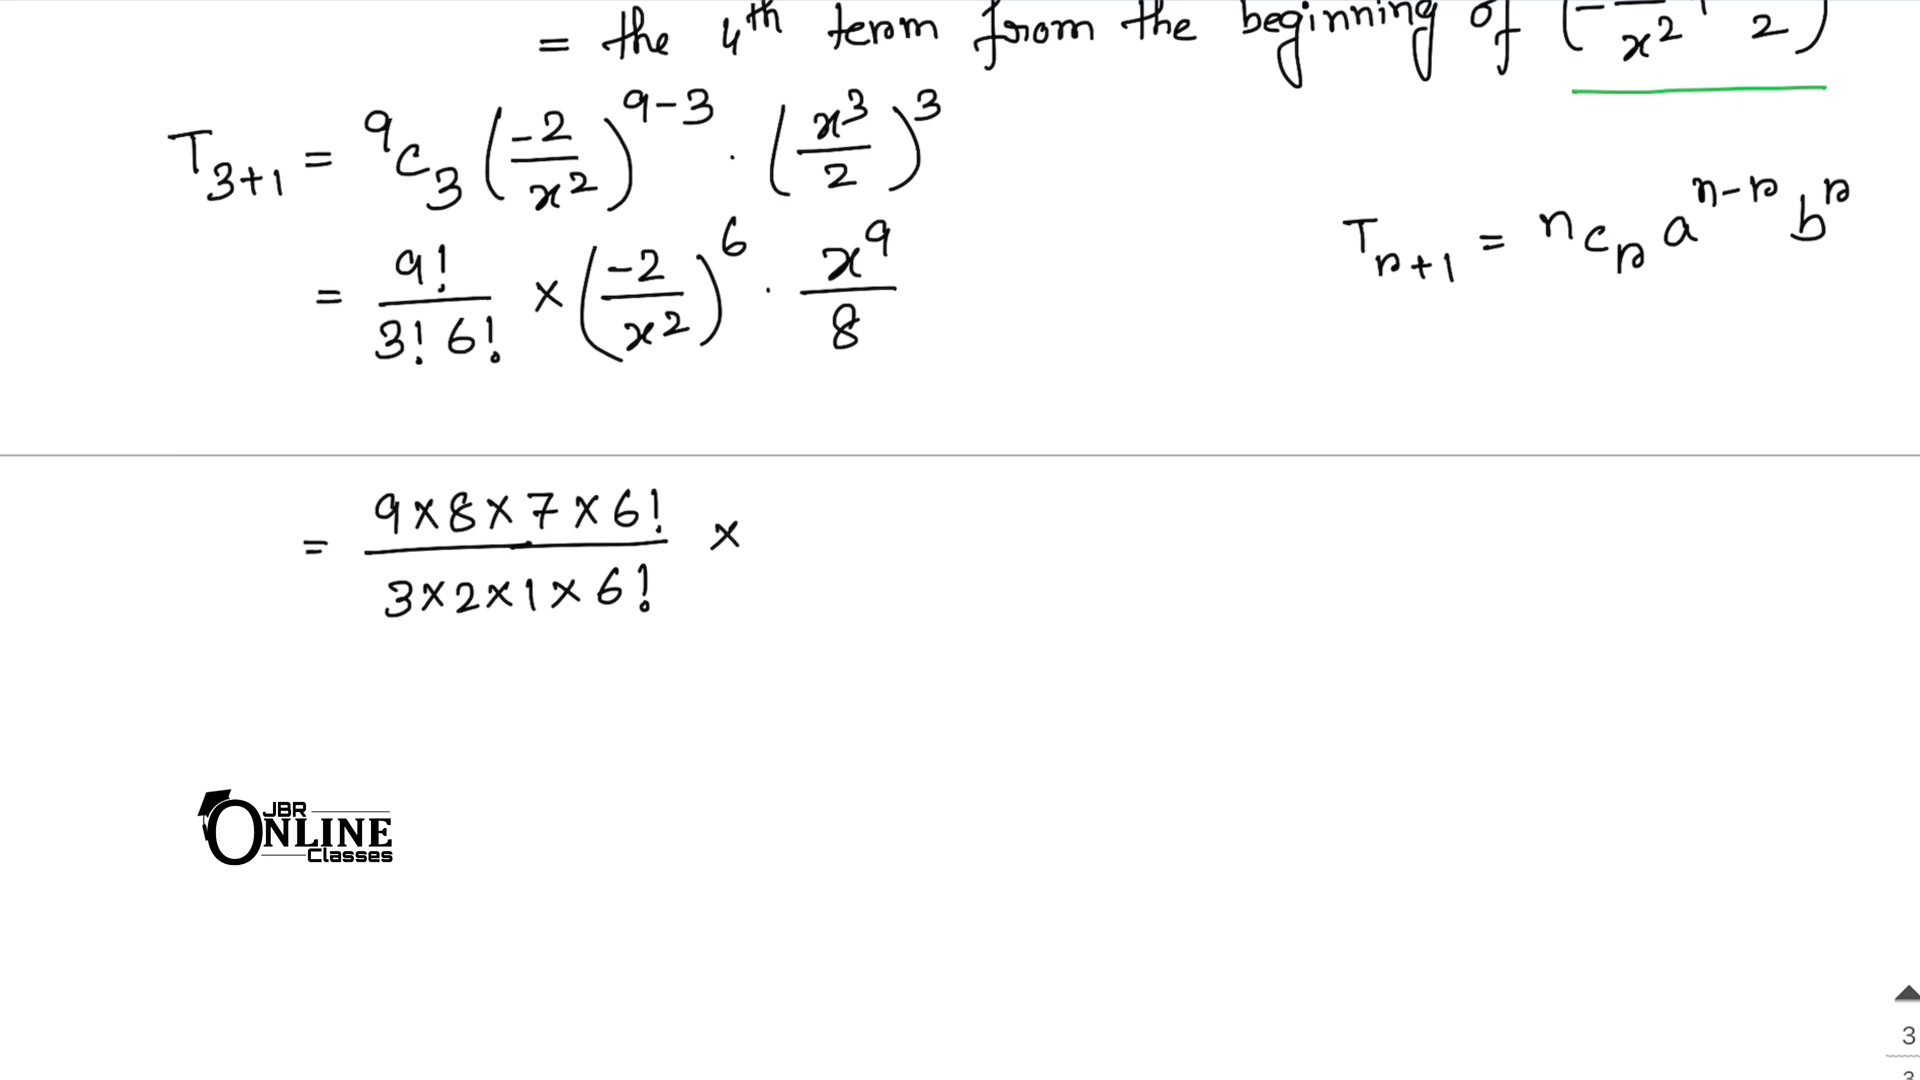 = the 4th term from the beginning of (- x² 2)
T₃₊₁ = ⁹C₃ (-2/x²)⁹⁻³ . (x³/2)³
Tᵣ₊₁ = ⁿCᵣ aⁿ⁻ʳ bʳ
= 9!/3! 6! × (-2/x²)⁶ . x⁹/8
= 9×8×7×6!/3×2×1×6! ×
JBR
ONLINE
Classes
3